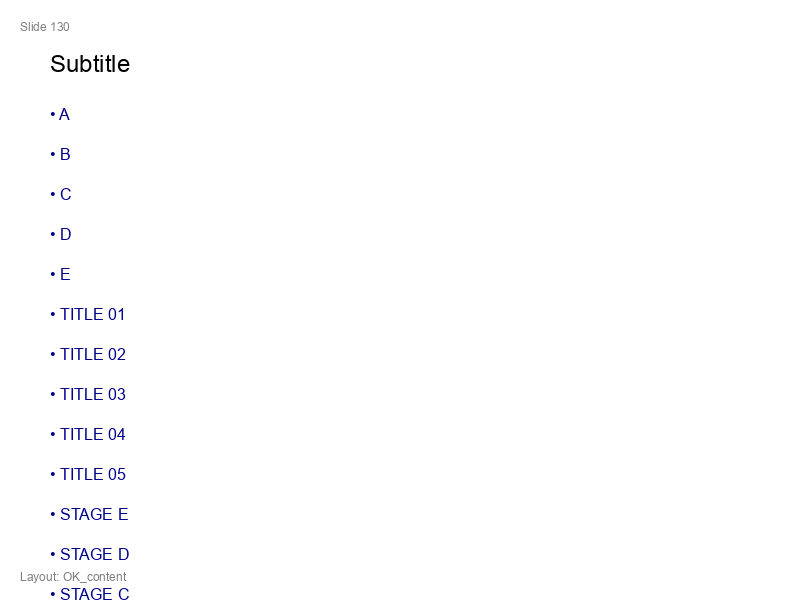 Slide 130
Subtitle
• A
• B
• C
• D
• E
• TITLE 01
• TITLE 02
• TITLE 03
• TITLE 04
• TITLE 05
• STAGE E
• STAGE D
Layout: OK_content
• STAGE C